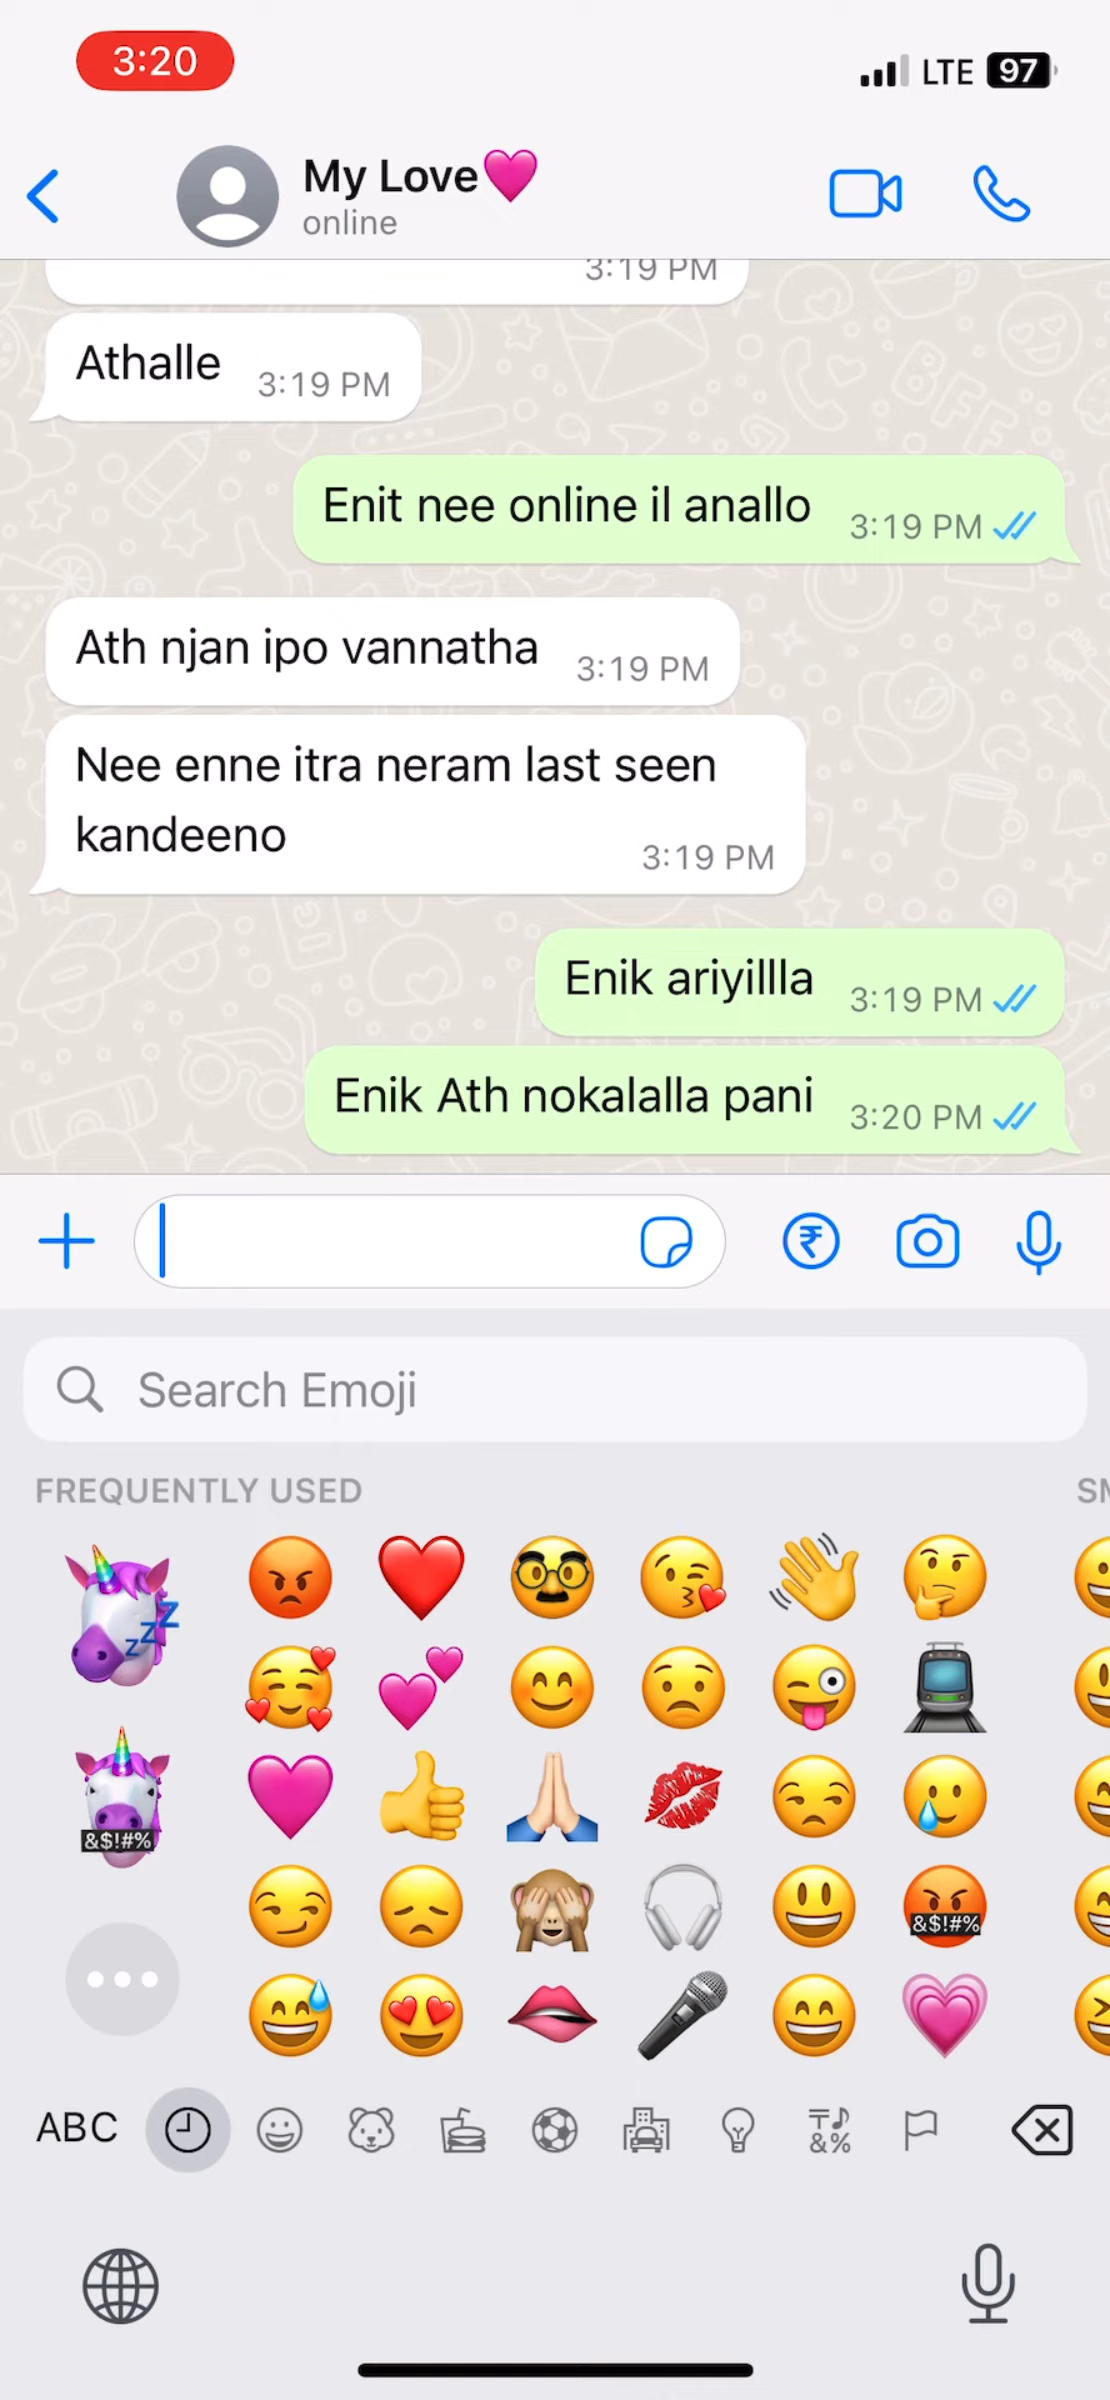 3:20
LTE 97
My Love
online
3:19 PM
Athalle
3:19 PM
Enit nee online il anallo
3:19 PM
Ath njan ipo vannatha
3:19 PM
Nee enne itra neram last seen
kandeeno
3:19 PM
Enik ariyillla
3:19 PM
Enik Ath nokalalla pani
3:20 PM
Search Emoji
FREQUENTLY USED
SM
&$!#%
&$!#%
ABC